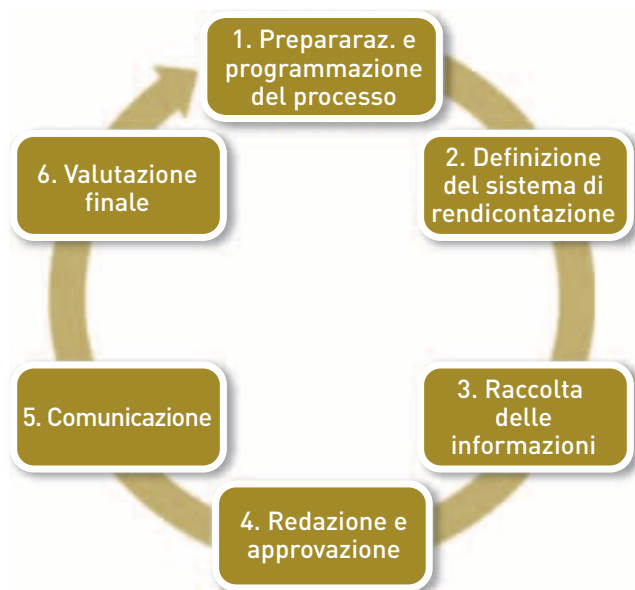 1. Prepararaz. e
programmazione
del processo
2. Definizione
del sistema di
rendicontazione
3. Raccolta
delle
informazioni
4. Redazione e
approvazione
5. Comunicazione
6. Valutazione
finale